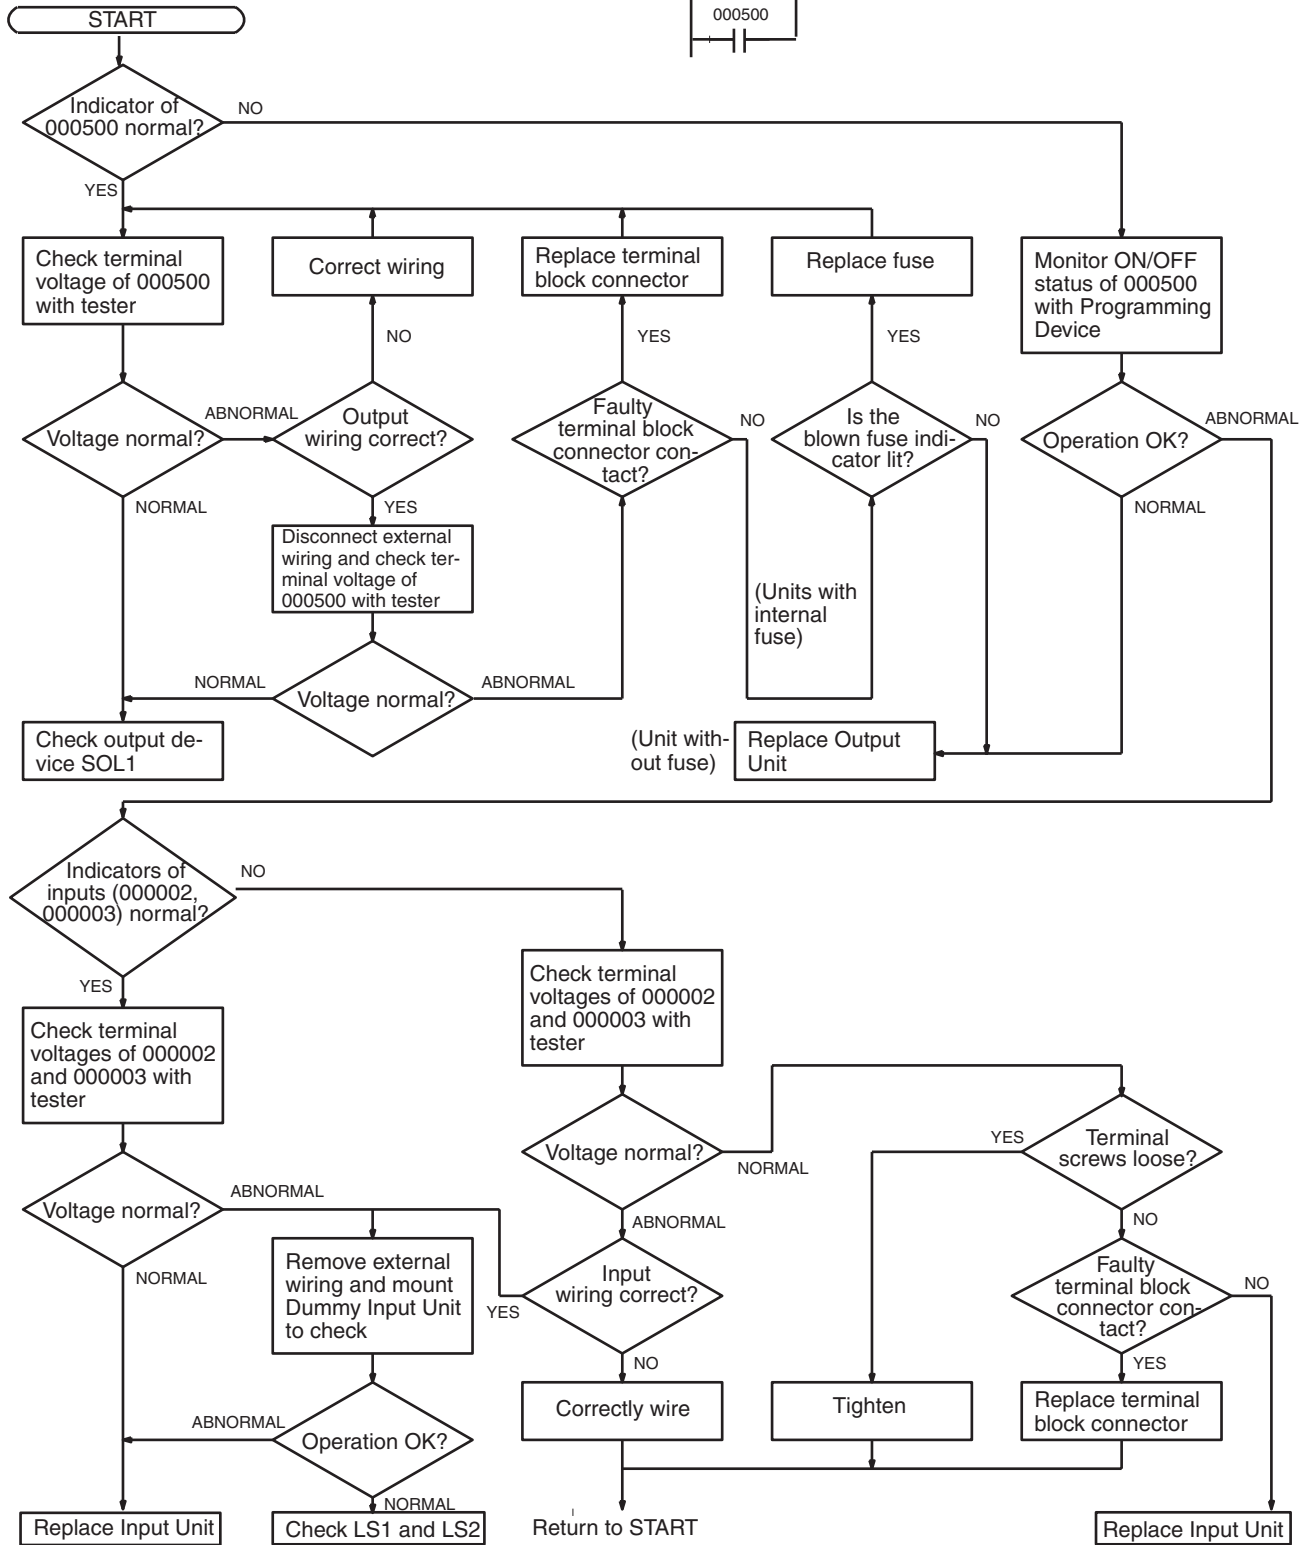 START
000500
Indicator of
000500 normal?
NO
YES
Check terminal
voltage of 000500
with tester
Correct wiring
Replace terminal
block connector
Replace fuse
Monitor ON/OFF
status of 000500
with Programming
Device
NO
YES
YES
Voltage normal?
ABNORMAL
Output
wiring correct?
Faulty
terminal block
connector con-
tact?
NO
Is the
blown fuse indi-
cator lit?
NO
Operation OK?
ABNORMAL
NORMAL
YES
NORMAL
Disconnect external
wiring and check ter-
minal voltage of
000500 with tester
(Units with
internal
fuse)
NORMAL
Voltage normal?
ABNORMAL
Check output de-
vice SOL1
(Unit with-
out fuse)
Replace Output
Unit
Indicators of
inputs (000002,
000003) normal?
NO
YES
Check terminal
voltages of 000002
and 000003 with
tester
Check terminal
voltages of 000002
and 000003 with
tester
Voltage normal?
NORMAL
YES
Terminal
screws loose?
Voltage normal?
ABNORMAL
ABNORMAL
NO
NORMAL
Remove external
wiring and mount
Dummy Input Unit
to check
YES
Input
wiring correct?
Faulty
terminal block
connector con-
tact?
NO
NO
YES
Correctly wire
Tighten
Replace terminal
block connector
ABNORMAL
Operation OK?
NORMAL
Replace Input Unit
Check LS1 and LS2
Return to START
Replace Input Unit